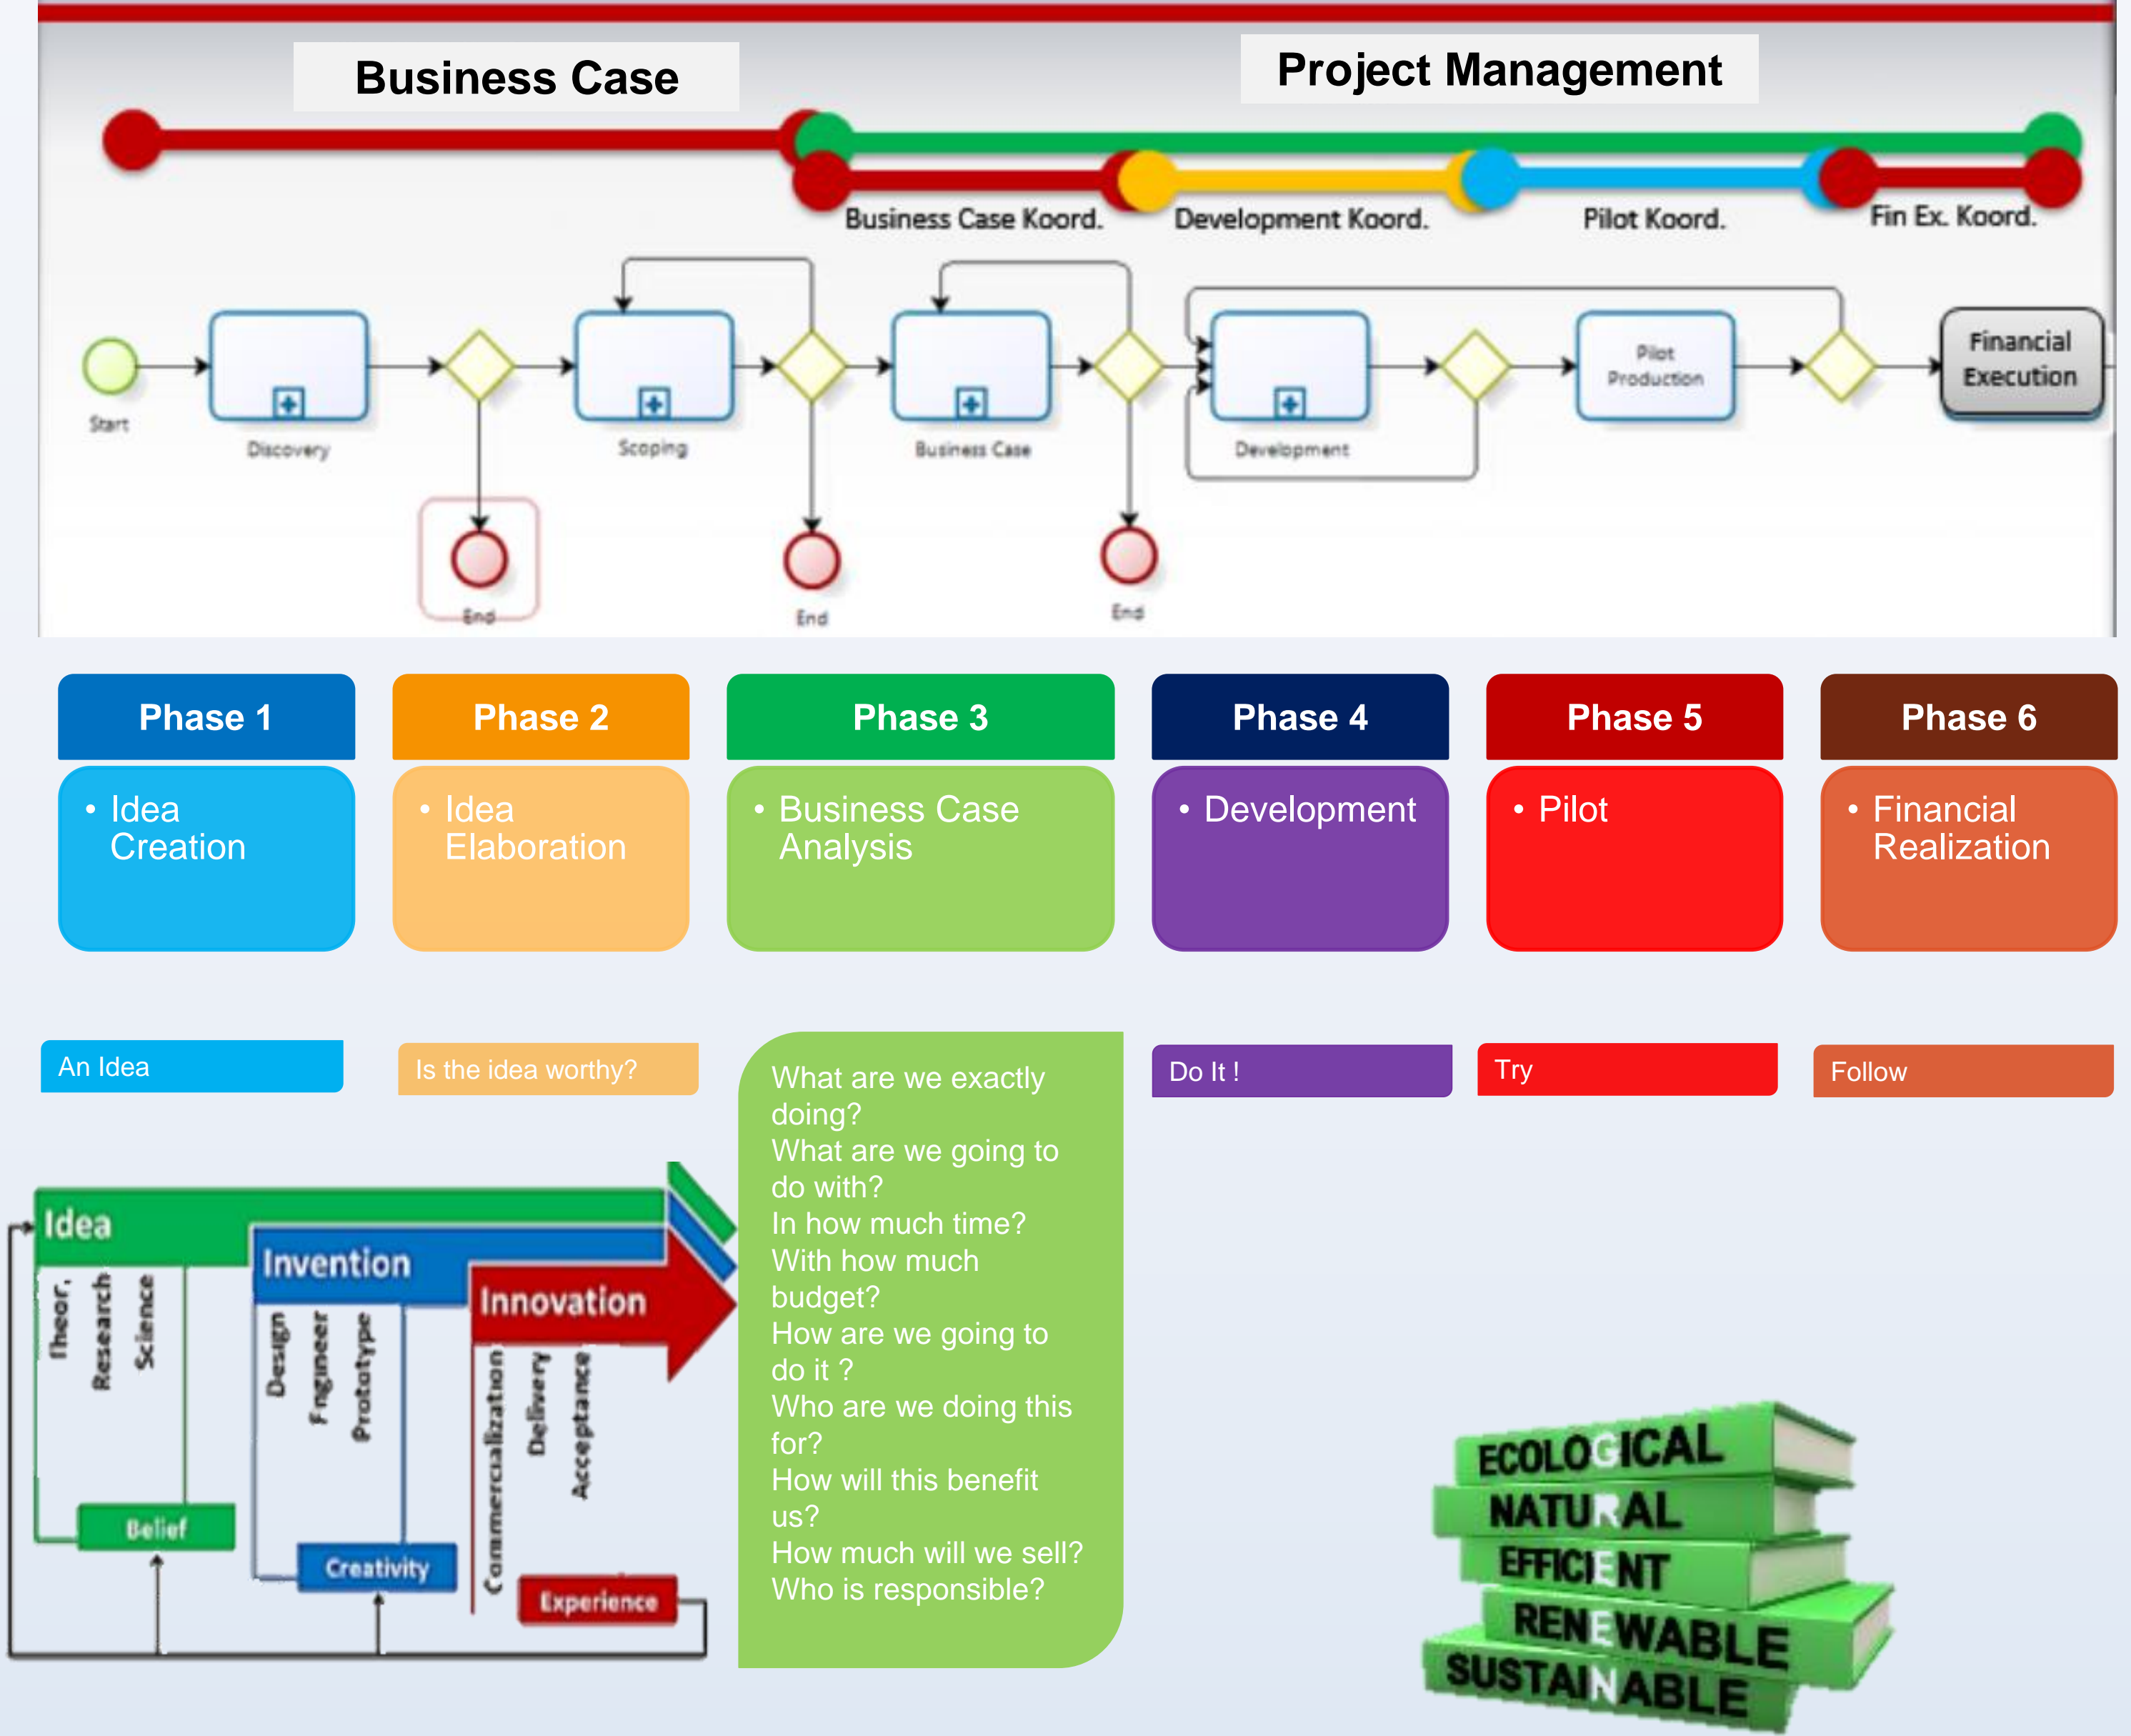 Business Case
Project Management
Business Case Koord.
Development Koord.
Pilot Koord.
Fin Ex. Koord.
Start
Discovery
Scoping
Business Case
Development
Pilot
Production
Financial
Execution
End
End
End
Phase 1
Phase 2
Phase 3
Phase 4
Phase 5
Phase 6
• Idea
Creation
• Idea
Elaboration
• Business Case
Analysis
• Development
• Pilot
• Financial
Realization
An Idea
Is the idea worthy?
What are we exactly
doing?
What are we going to
do with?
In how much time?
With how much
budget?
How are we going to
do it ?
Who are we doing this
for?
How will this benefit
us?
How much will we sell?
Who is responsible?
Do It !
Try
Follow
Idea
Research
Science
Belief
Invention
Design
Engineer
Prototype
Creativity
Innovation
Commercialization
Delivery
Acceptance
Experience
ECOLOGICAL
NATURAL
EFFICIENT
RENEWABLE
SUSTAINABLE